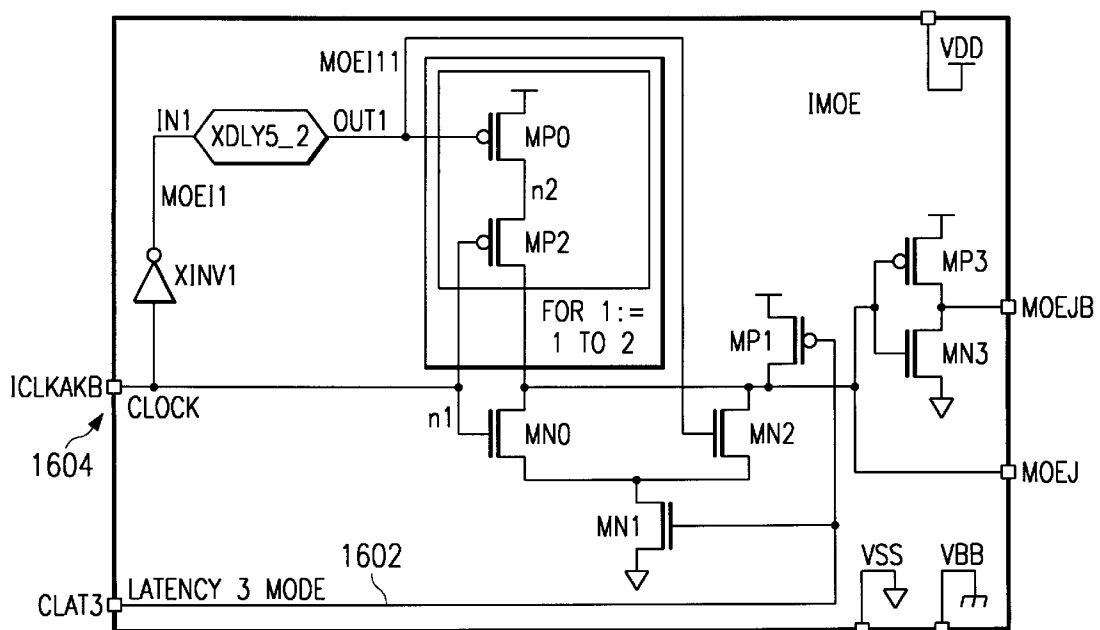 VDD
IMOE
MOEI11
IN1
XDLY5_2
OUT1
MP0
MOEI1
n2
MP2
XINV1
FOR 1:=
1 TO 2
MP1
MP3
MOEJB
MN3
ICLKAKB
CLOCK
n1
MN0
MN2
1604
MOEJ
MN1
1602
VSS
VBB
CLAT3
LATENCY 3 MODE